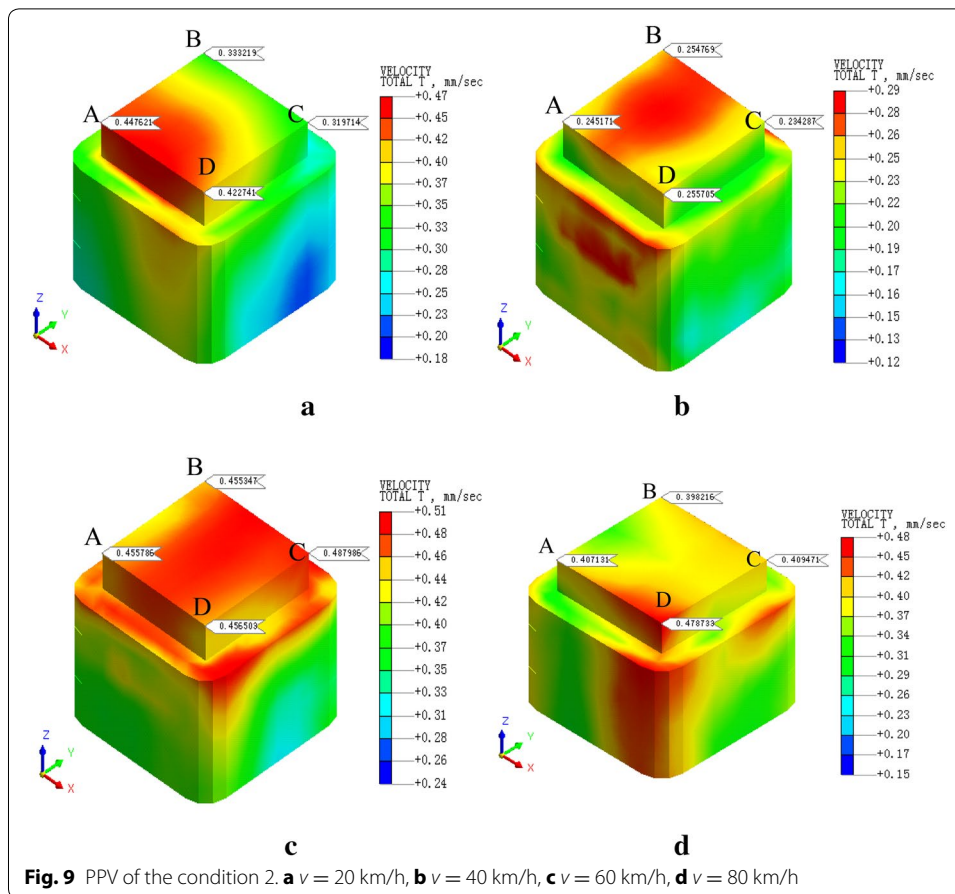 B
0.333219
VELOCITY
TOTAL T , mm/sec
A
0.447621
C
0.319714
D
0.422741
+0.47
+0.45
+0.42
+0.40
+0.37
+0.35
+0.33
+0.30
+0.28
+0.25
+0.23
+0.20
+0.18
Z
Y
X
a
B
0.254769
VELOCITY
TOTAL T , mm/sec
A
0.245171
C
0.234287
D
0.255705
+0.29
+0.28
+0.26
+0.25
+0.23
+0.22
+0.20
+0.19
+0.17
+0.16
+0.15
+0.13
+0.12
Z
Y
X
b
B
0.455347
VELOCITY
TOTAL T , mm/sec
A
0.455786
C
0.487986
D
0.456503
+0.51
+0.48
+0.46
+0.44
+0.42
+0.40
+0.37
+0.35
+0.33
+0.31
+0.28
+0.26
+0.24
Z
Y
X
c
B
0.398216
VELOCITY
TOTAL T , mm/sec
A
0.407131
C
0.409471
D
0.478733
+0.48
+0.45
+0.42
+0.40
+0.37
+0.34
+0.31
+0.29
+0.26
+0.23
+0.20
+0.17
+0.15
Z
Y
X
d
Fig. 9 PPV of the condition 2. a v = 20 km/h, b v = 40 km/h, c v = 60 km/h, d v = 80 km/h